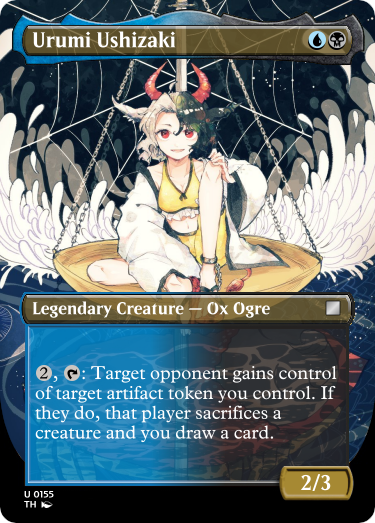 Urumi Ushizaki
Legendary Creature — Ox Ogre
2, : Target opponent gains control
of target artifact token you control. If
they do, that player sacrifices a
creature and you draw a card.
2/3
U 0155
TH